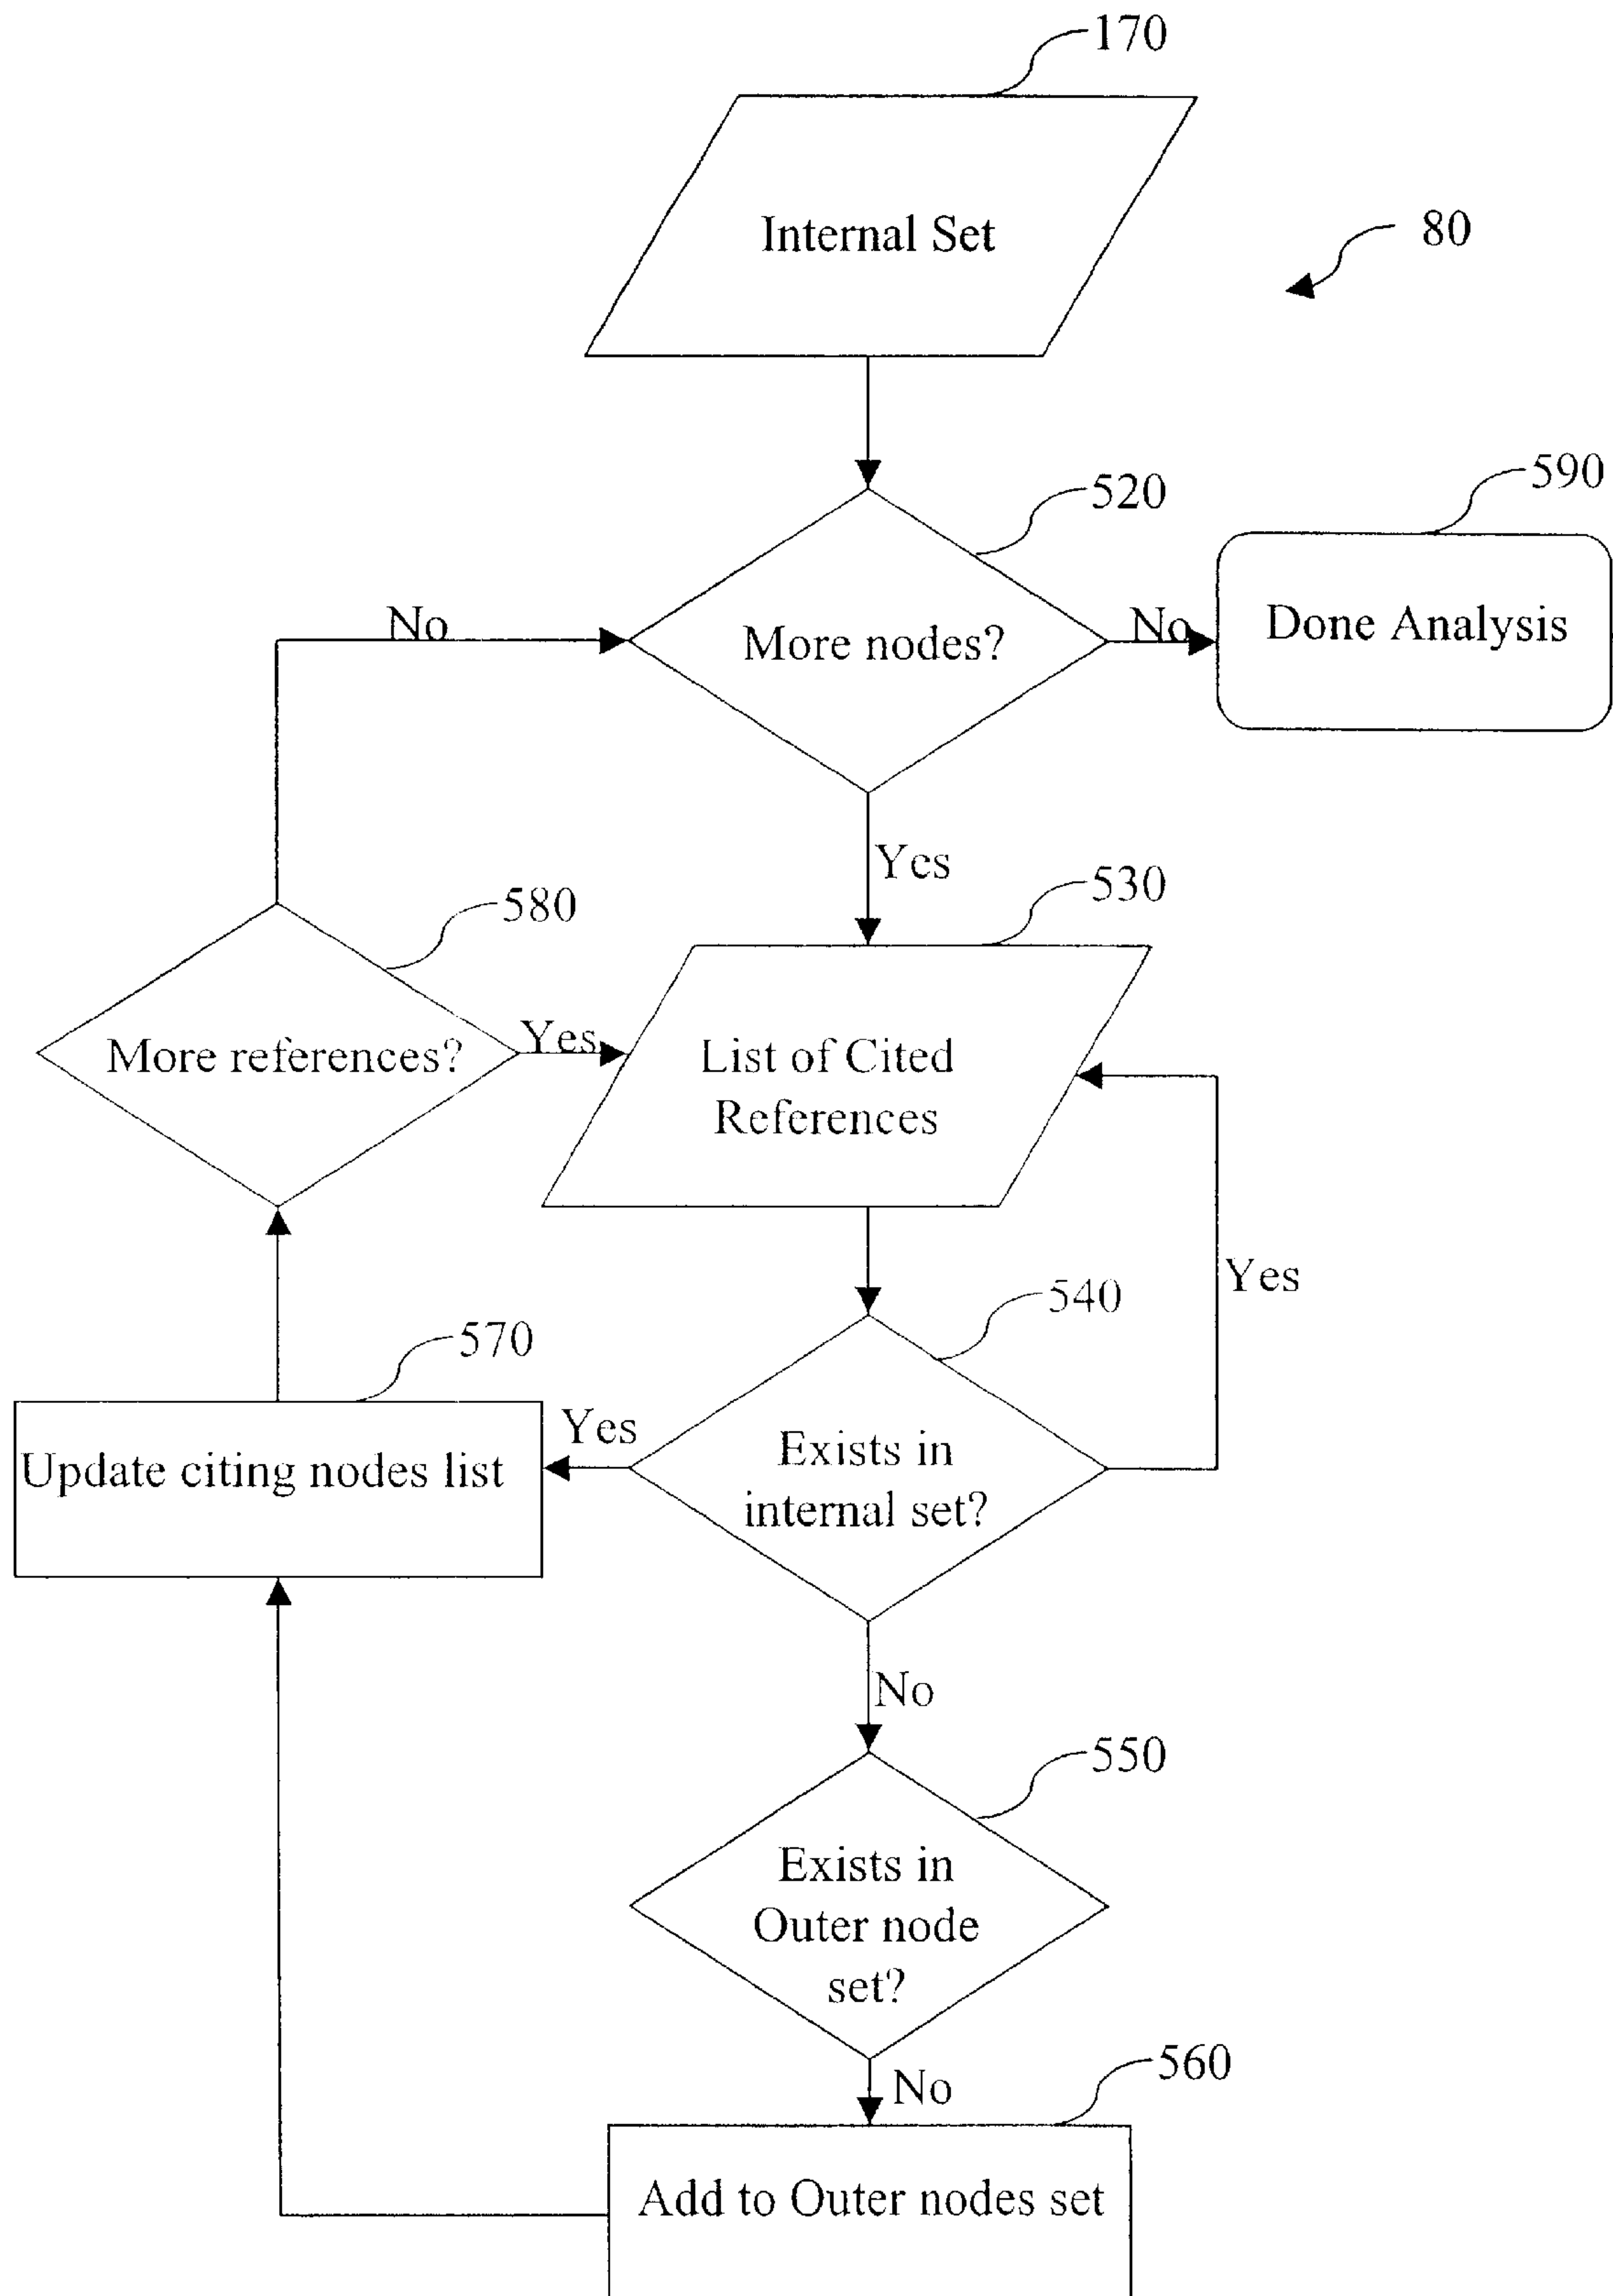 170
Internal Set
80
520
590
No
More nodes?
No
Done Analysis
Yes
530
580
More references?
Yes
List of Cited
References
Yes
540
570
Update citing nodes list
Yes
Exists in
internal set?
No
550
Exists in
Outer node
set?
No
560
Add to Outer nodes set